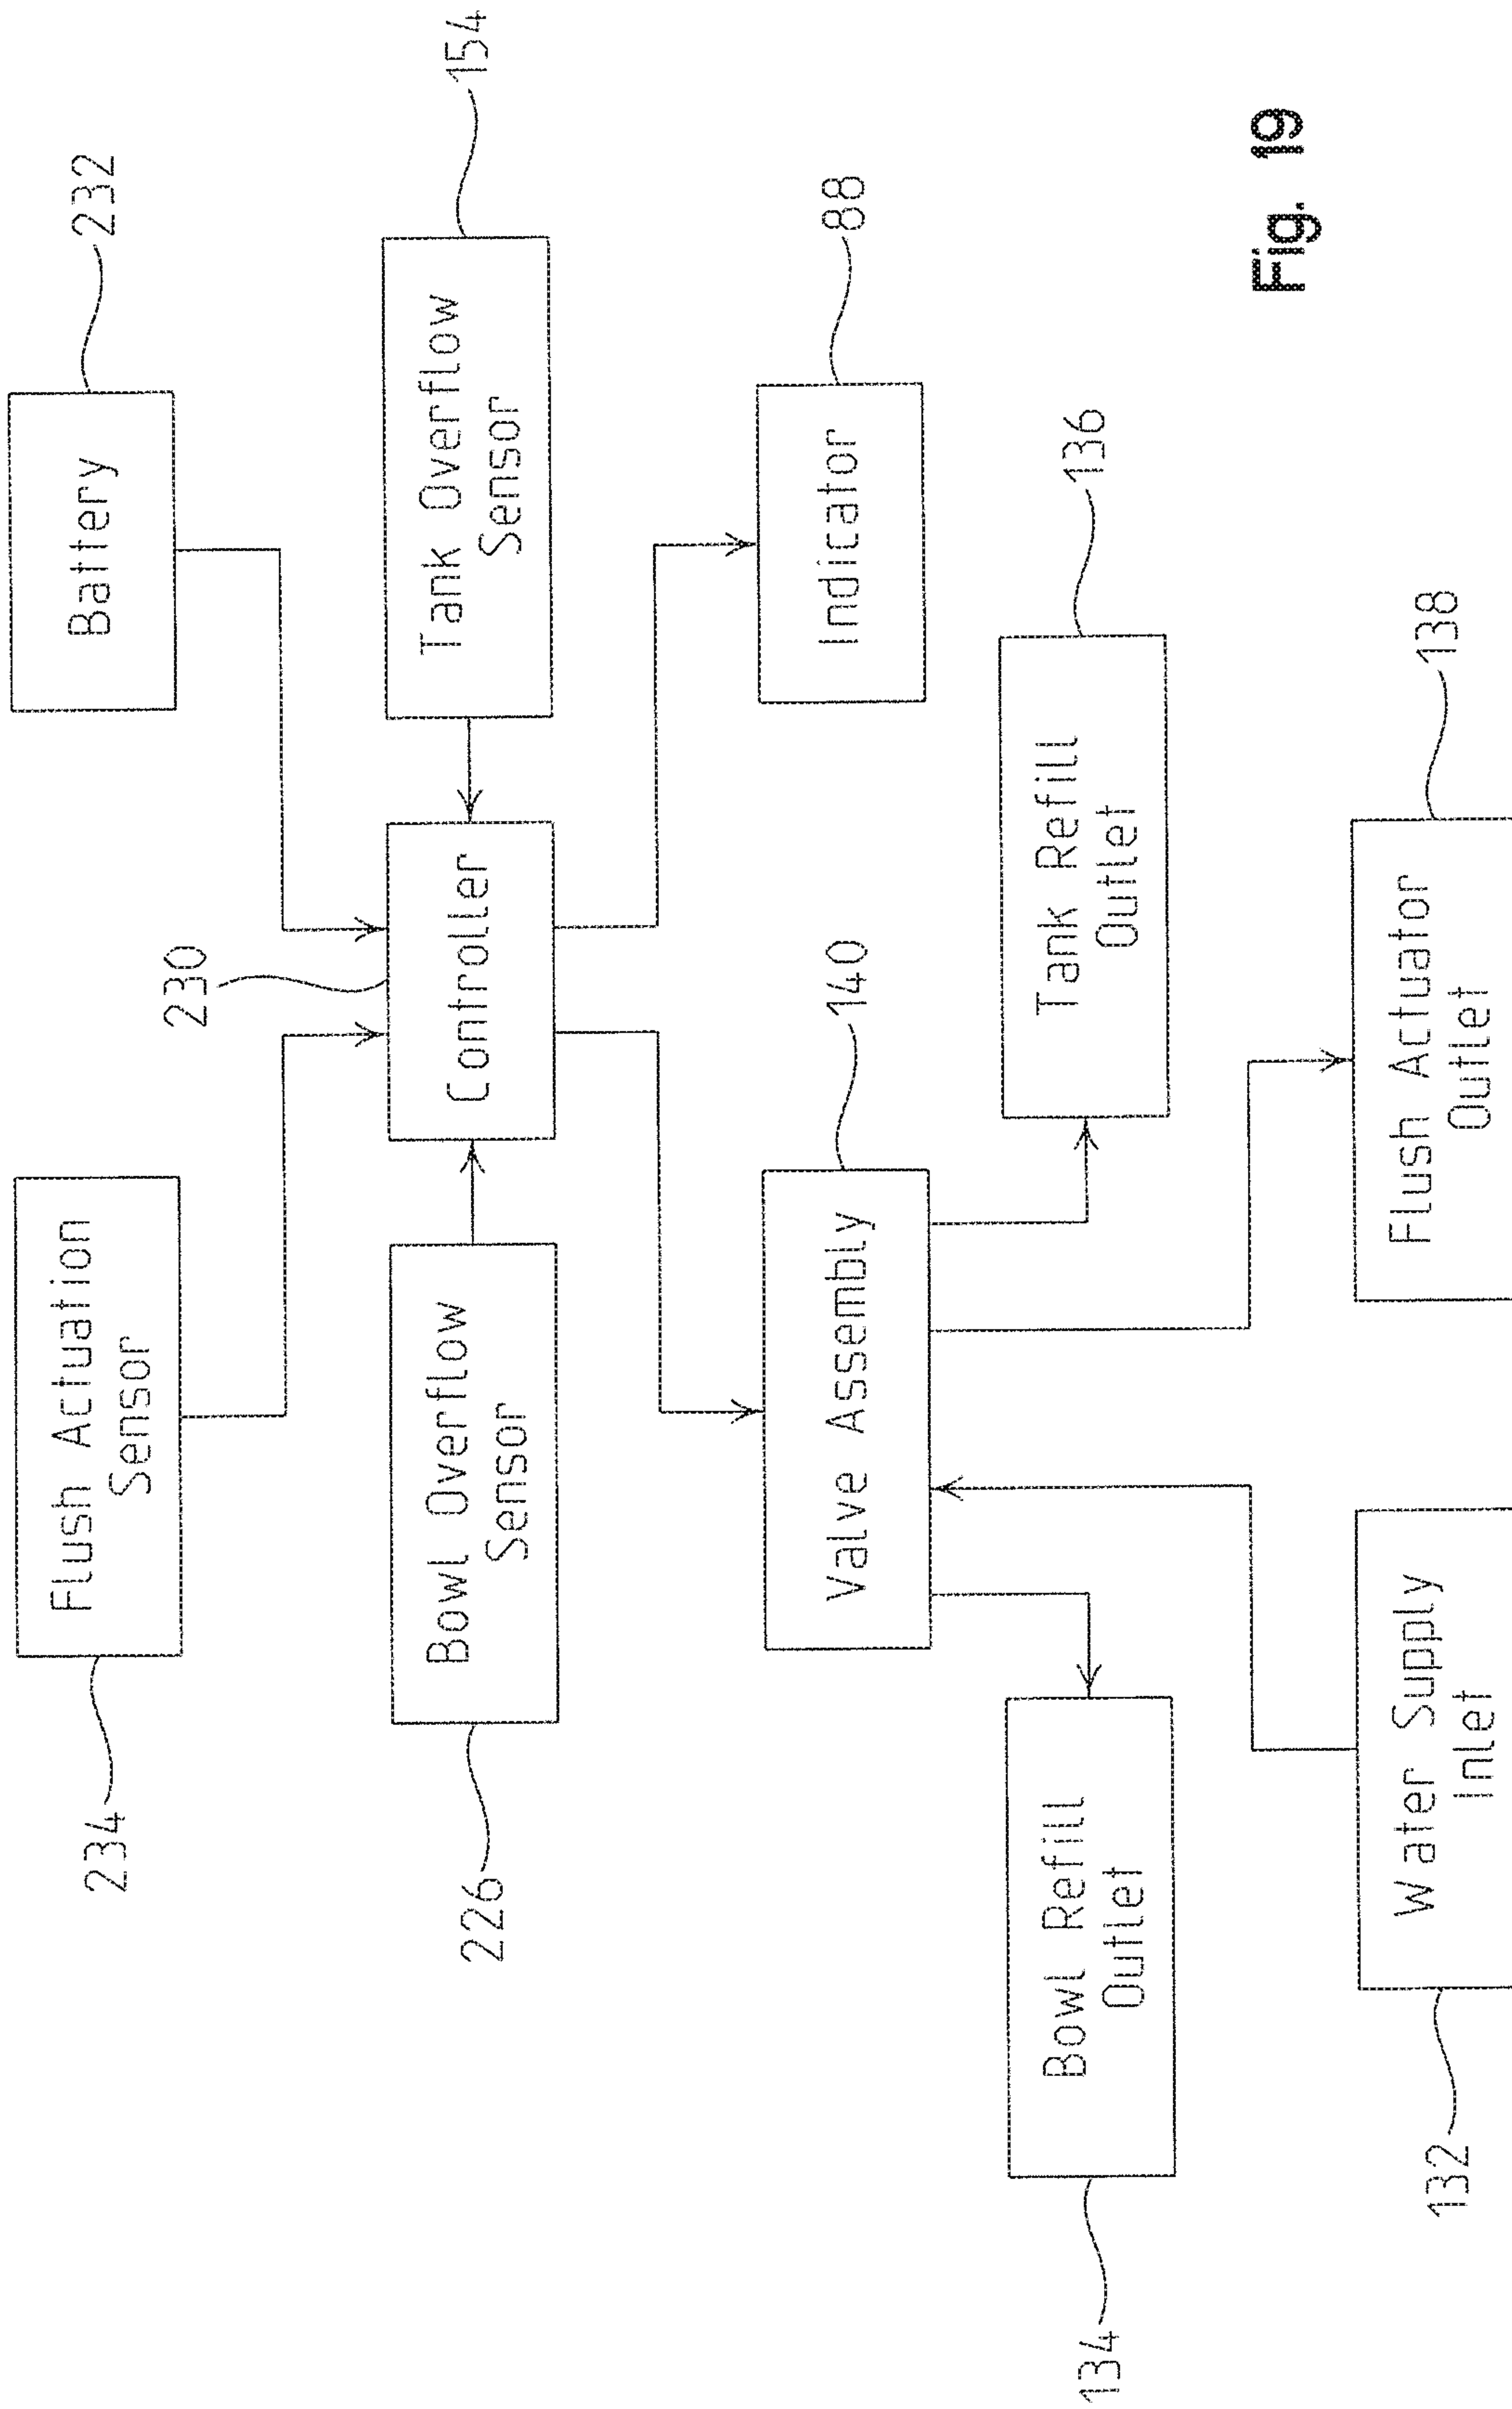 234
Flush Actuation
Sensor
Battery
232
230
226
Bowl Overflow
Sensor
Controller
Tank Overflow
Sensor
154
Valve Assembly
140
Indicator
88
134
Bowl Refill
Outlet
Tank Refill
Outlet
136
132
Water Supply
Inlet
Flush Actuator
Outlet
138
Fig. 19